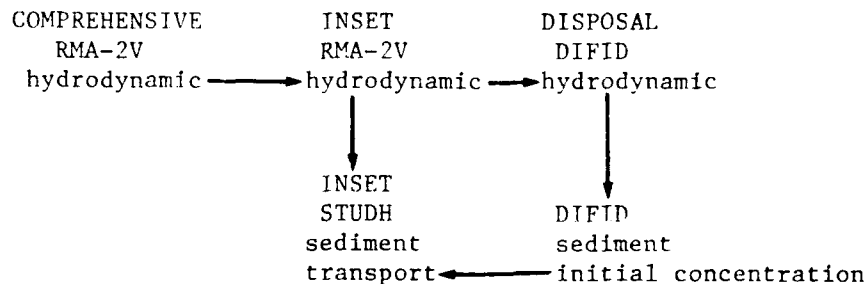 COMPREHENSIVE
RMA-2V
hydrodynamic
INSET
RMA-2V
hydrodynamic
DISPOSAL
DIFID
hydrodynamic
INSET
STUDH
sediment
transport
DIFID
sediment
initial concentration